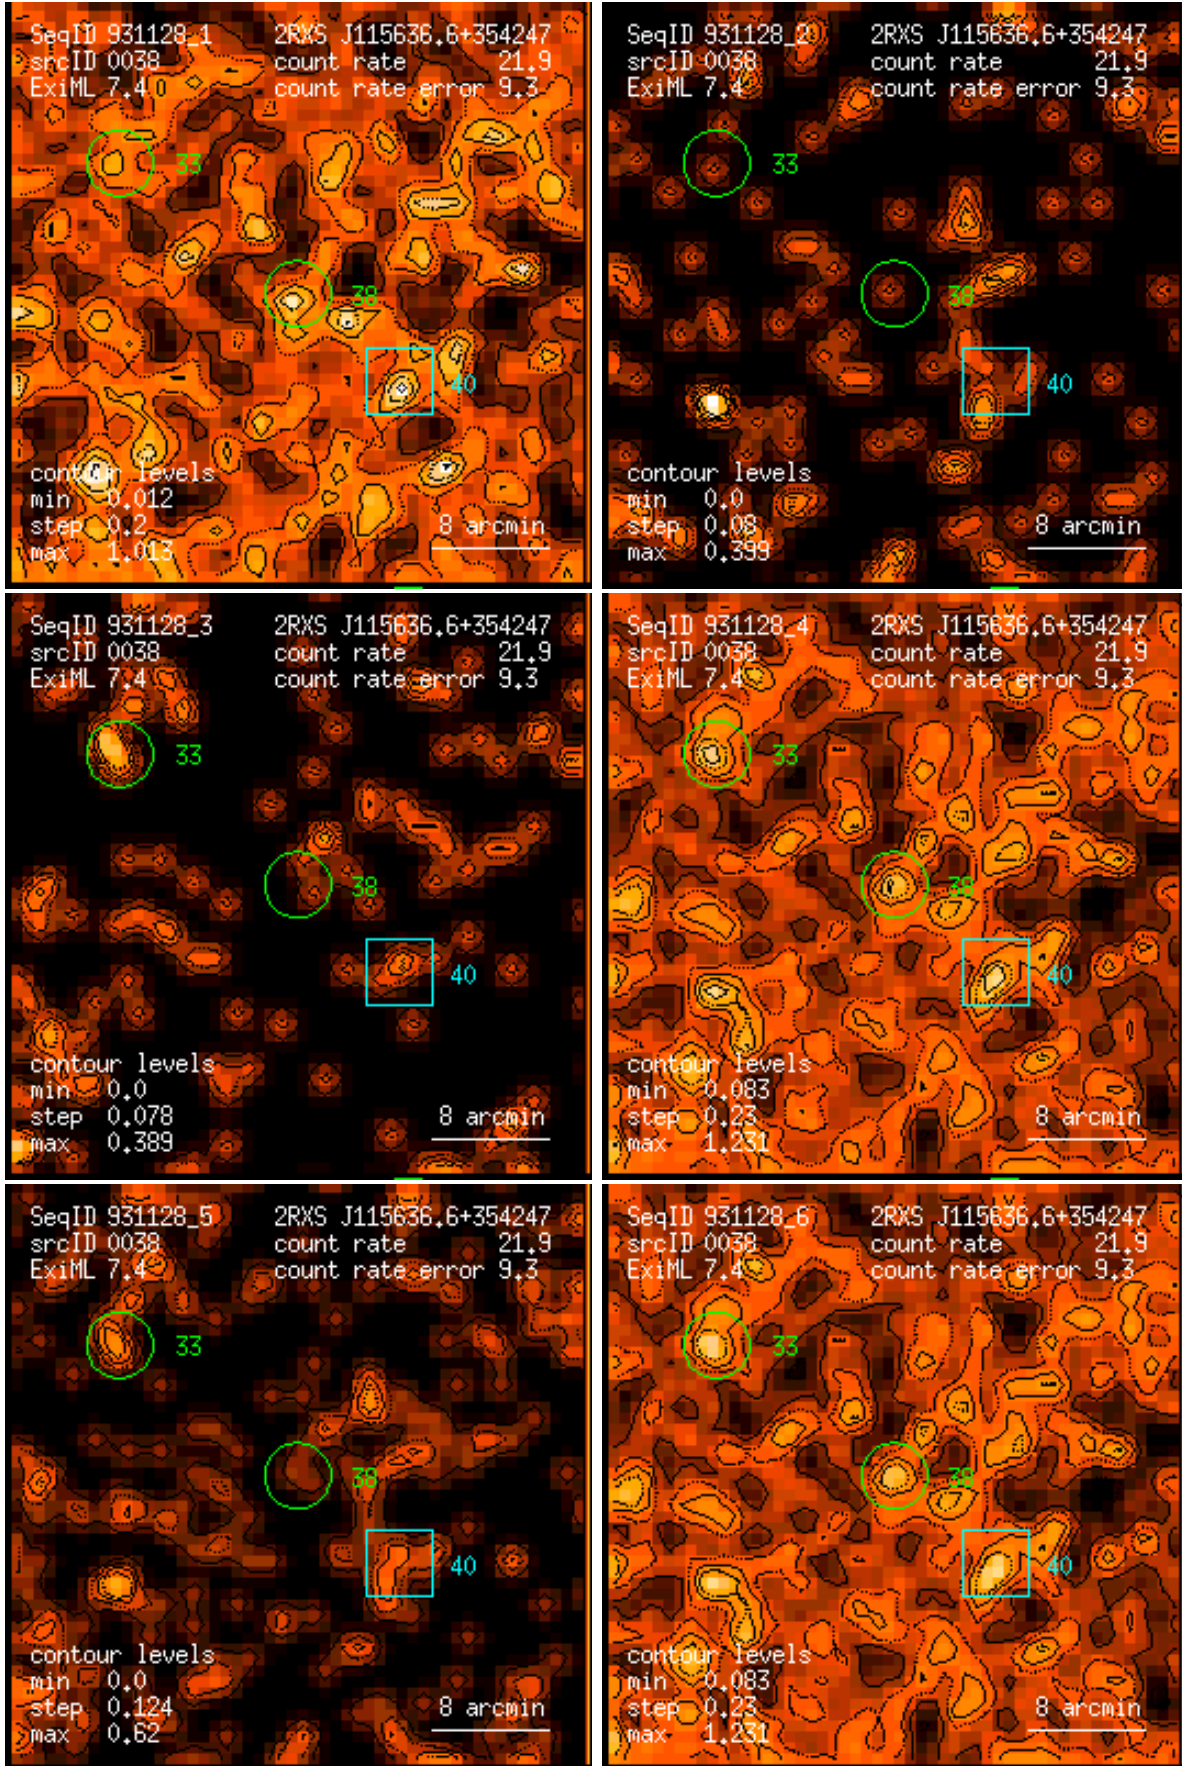 SeqID 931128_1 2RXS J115636.6+354247
srcID 0038 count rate 21.9
ExiML 7.4 count rate error 9.3
33
38
40
contour levels
min 0.012
step 0.2 8 arcmin
max 1.013
SeqID 931128_2 2RXS J115636.6+354247
srcID 0038 count rate 21.9
ExiML 7.4 count rate error 9.3
33
38
40
contour levels
min 0.0
step 0.08 8 arcmin
max 0.399
SeqID 931128_3 2RXS J115636.6+354247
srcID 0038 count rate 21.9
ExiML 7.4 count rate error 9.3
33
38
40
contour levels
min 0.0
step 0.078 8 arcmin
max 0.389
SeqID 931128_4 2RXS J115636.6+354247
srcID 0038 count rate 21.9
ExiML 7.4 count rate error 9.3
33
38
40
contour levels
min 0.083
step 0.23 8 arcmin
max 1.231
SeqID 931128_5 2RXS J115636.6+354247
srcID 0038 count rate 21.9
ExiML 7.4 count rate error 9.3
33
38
40
contour levels
min 0.0
step 0.124 8 arcmin
max 0.62
SeqID 931128_6 2RXS J115636.6+354247
srcID 0038 count rate 21.9
ExiML 7.4 count rate error 9.3
33
38
40
contour levels
min 0.083
step 0.23 8 arcmin
max 1.231